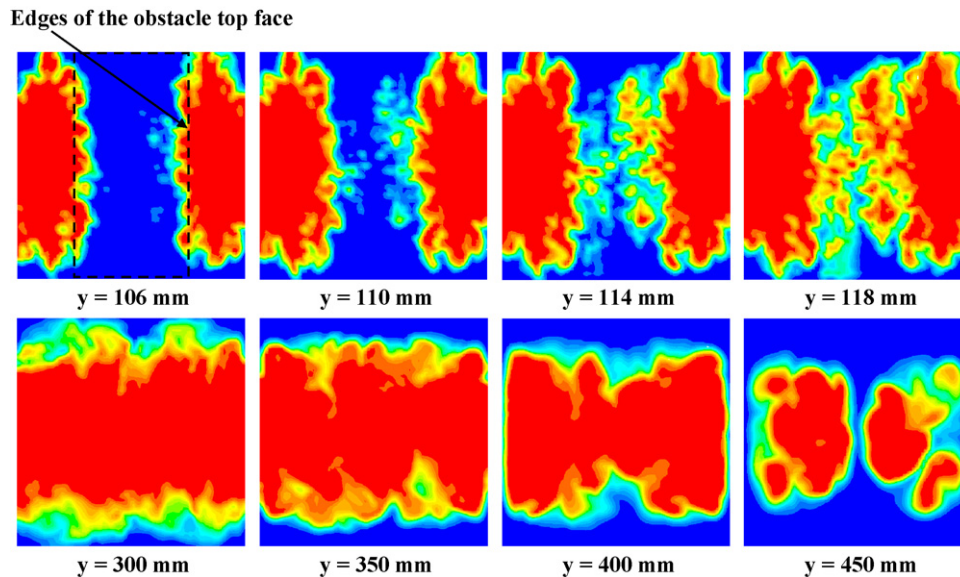 Edges of the obstacle top face
y = 106 mm
y = 110 mm
y = 114 mm
y = 118 mm
y = 300 mm
y = 350 mm
y = 400 mm
y = 450 mm